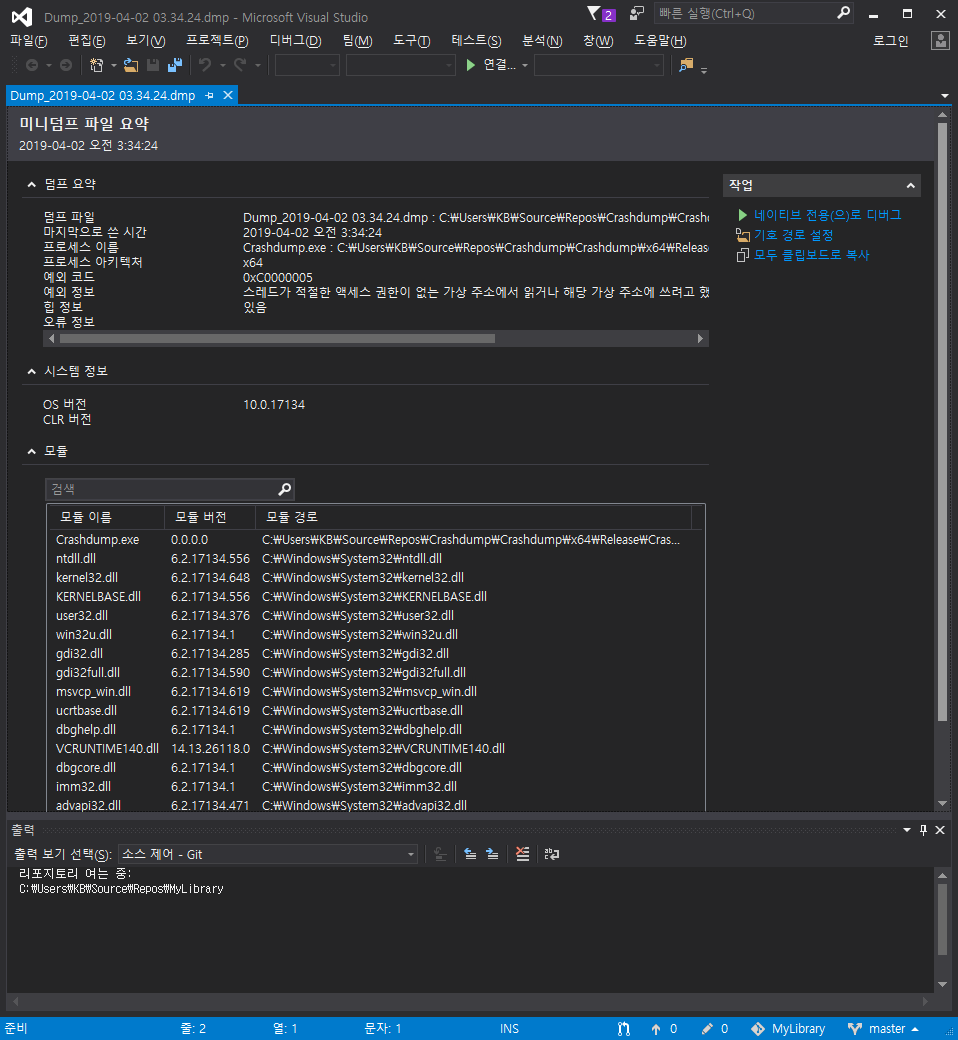 Dump_2019-04-02 03.34.24.dmp - Microsoft Visual Studio
2
빠른 실행(Ctrl+Q)
파일(F) 편집(E) 보기(V) 프로젝트(P) 디버그(D) 팀(M) 도구(T) 테스트(S) 분석(N) 창(W) 도움말(H) 로그인
연결...
Dump_2019-04-02 03.34.24.dmp
미니덤프 파일 요약
2019-04-02 오전 3:34:24
덤프 요약
덤프 파일 Dump_2019-04-02 03.34.24.dmp : C:₩Users₩KB₩Source₩Repos₩Crashdump₩Crash
마지막으로 쓴 시간 2019-04-02 오전 3:34:24
프로세스 이름 Crashdump.exe : C:₩Users₩KB₩Source₩Repos₩Crashdump₩Crashdump₩x64₩Release
프로세스 아키텍처 x64
예외 코드 0xC0000005
예외 정보 스레드가 적절한 액세스 권한이 없는 가상 주소에서 읽거나 해당 가상 주소에 쓰려고 했
힙 정보 있음
오류 정보
시스템 정보
OS 버전 10.0.17134
CLR 버전
모듈
검색
모듈 이름 모듈 버전 모듈 경로
Crashdump.exe 0.0.0.0 C:₩Users₩KB₩Source₩Repos₩Crashdump₩Crashdump₩x64₩Release₩Cras...
ntdll.dll 6.2.17134.556 C:₩Windows₩System32₩ntdll.dll
kernel32.dll 6.2.17134.648 C:₩Windows₩System32₩kernel32.dll
KERNELBASE.dll 6.2.17134.556 C:₩Windows₩System32₩KERNELBASE.dll
user32.dll 6.2.17134.376 C:₩Windows₩System32₩user32.dll
win32u.dll 6.2.17134.1 C:₩Windows₩System32₩win32u.dll
gdi32.dll 6.2.17134.285 C:₩Windows₩System32₩gdi32.dll
gdi32full.dll 6.2.17134.590 C:₩Windows₩System32₩gdi32full.dll
msvcp_win.dll 6.2.17134.619 C:₩Windows₩System32₩msvcp_win.dll
ucrtbase.dll 6.2.17134.619 C:₩Windows₩System32₩ucrtbase.dll
dbghelp.dll 6.2.17134.1 C:₩Windows₩System32₩dbghelp.dll
VCRUNTIME140.dll 14.13.26118.0 C:₩Windows₩System32₩VCRUNTIME140.dll
dbgcore.dll 6.2.17134.1 C:₩Windows₩System32₩dbgcore.dll
imm32.dll 6.2.17134.1 C:₩Windows₩System32₩imm32.dll
advapi32.dll 6.2.17134.471 C:₩Windows₩System32₩advapi32.dll
작업
네이티브 전용(으)로 디버그
기호 경로 설정
모두 클립보드로 복사
출력
출력 보기 선택(S): 소스 제어 - Git
리포지토리 여는 중:
C:₩Users₩KB₩Source₩Repos₩MyLibrary
준비 줄: 2 열: 1 문자: 1 INS 0 0 MyLibrary master